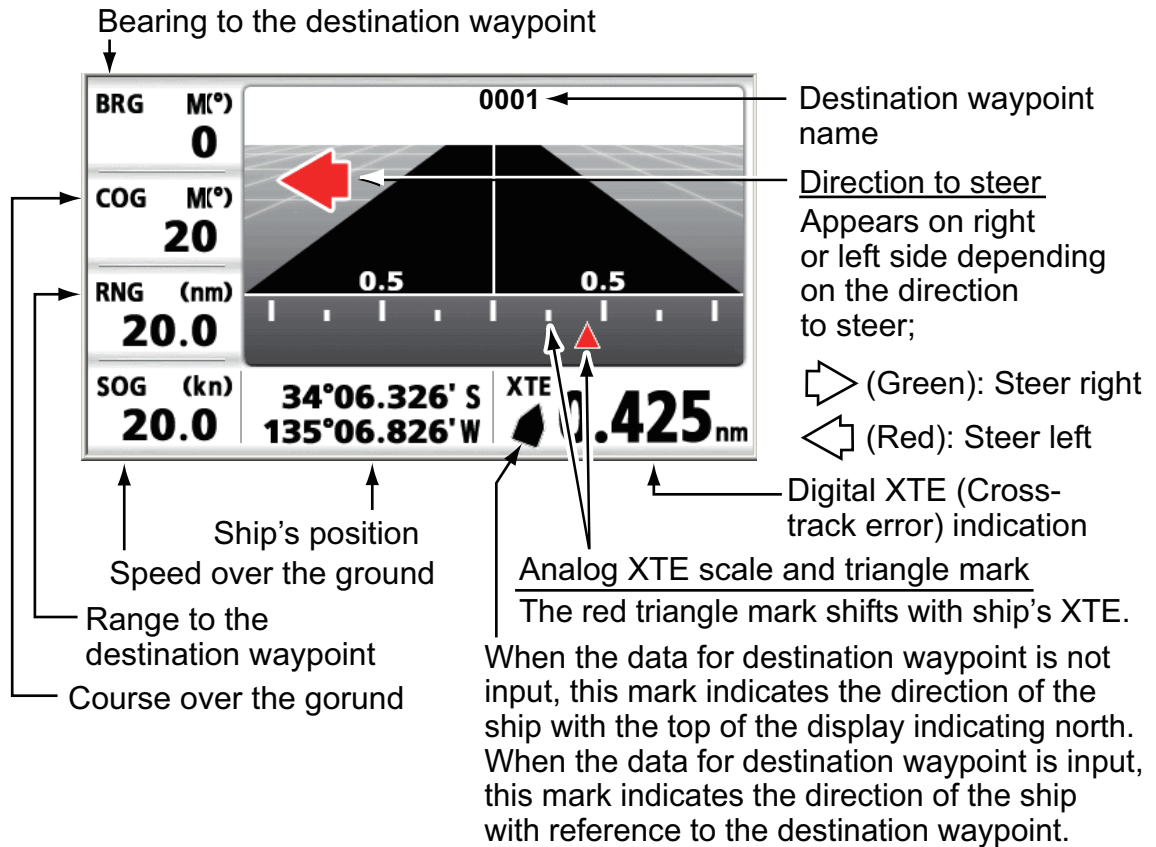 Bearing to the destination waypoint
BRG M(°)
0
COG M(°)
20
RNG (nm)
20.0
SOG (kn)
20.0
0001
0.5 0.5
34°06.326' S
135°06.826' W
XTE
0.425 nm
Destination waypoint
name
Direction to steer
Appears on right
or left side depending
on the direction
to steer;
(Green): Steer right
(Red): Steer left
Digital XTE (Cross-
track error) indication
Ship's position
Speed over the ground
Range to the
destination waypoint
Course over the gorund
Analog XTE scale and triangle mark
The red triangle mark shifts with ship's XTE.
When the data for destination waypoint is not
input, this mark indicates the direction of the
ship with the top of the display indicating north.
When the data for destination waypoint is input,
this mark indicates the direction of the ship
with reference to the destination waypoint.